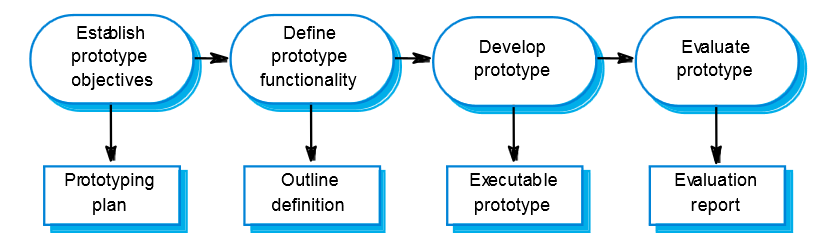 Establish
prototype
objectives
Define
prototype
functionality
Develop
prototype
Evaluate
prototype
Prototyping
plan
Outline
definition
Executable
prototype
Evaluation
report